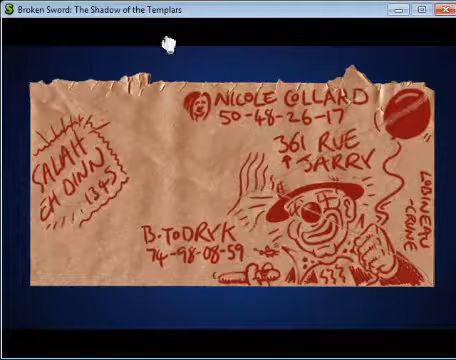 Broken Sword: The Shadow of the Templars
NICOLE COLLARD
50-48-26-17
361 RUE
JARRY
SALAH
EH DINN
1345
B. TODRYK
74-98-08-59
LOBINEAU
-CRUNE